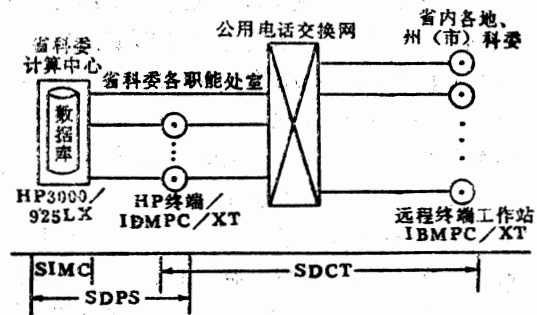 公用电话交换网
省内各地、
州（市）科委
省科委
计算中心
省科委各职能处室
数据库
HP3000／
925LX
HP终端／
IDMPC／XT
远程终端工作站
IBMPC／XT
SIMC
SDCT
SDPS